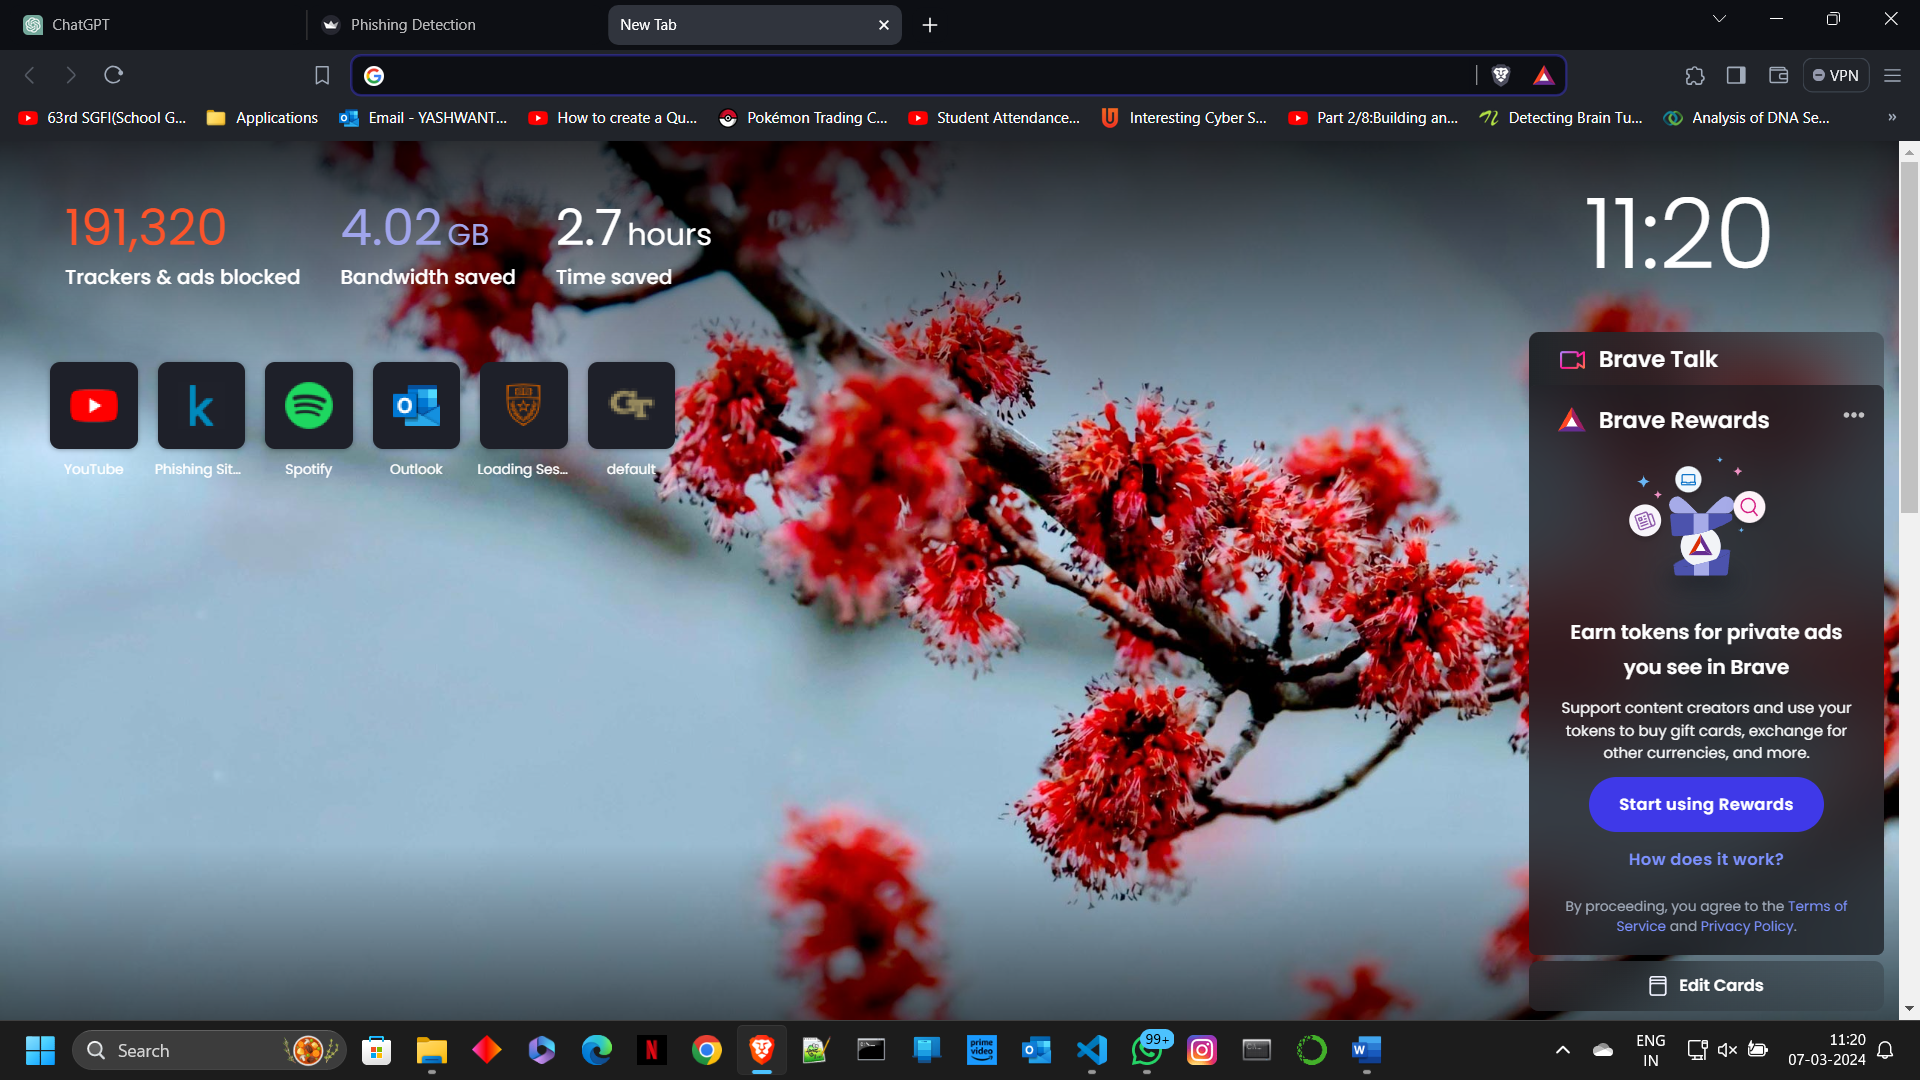 ChatGPT
Phishing Detection
New Tab
VPN
63rd SGFI(School G...
Applications
Email - YASHWANT...
How to create a Qu...
Pokémon Trading C...
Student Attendance...
Interesting Cyber S...
Part 2/8:Building an...
Detecting Brain Tu...
Analysis of DNA Se...
191,320
Trackers & ads blocked
4.02 GB
Bandwidth saved
2.7 hours
Time saved
11:20
YouTube
Phishing Sit...
Spotify
Outlook
Loading Ses...
default
Brave Talk
Brave Rewards
Earn tokens for private ads
you see in Brave
Support content creators and use your
tokens to buy gift cards, exchange for
other currencies, and more.
Start using Rewards
How does it work?
By proceeding, you agree to the Terms of
Service and Privacy Policy.
Edit Cards
Search
prime video
99+
ENG
IN
11:20
07-03-2024